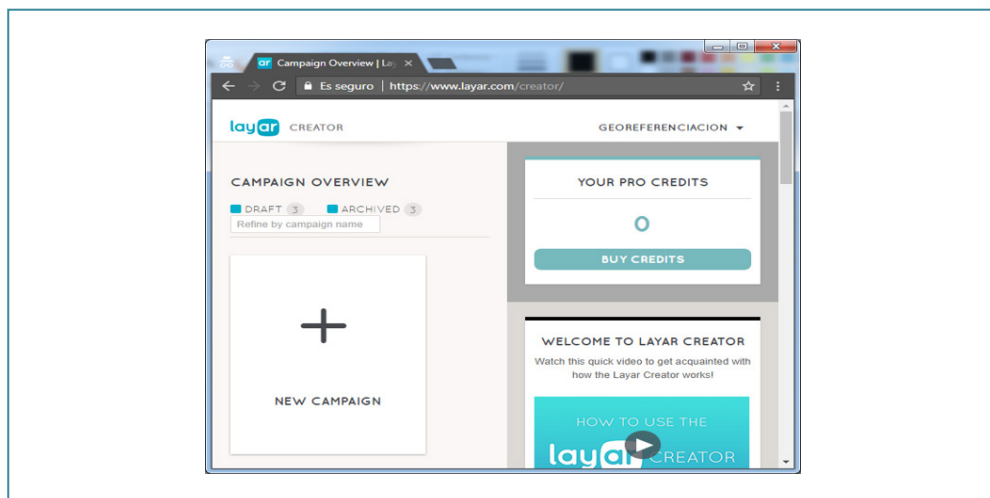 Campaign Overview | La
Es seguro | https://www.layar.com/creator/
layar CREATOR
GEOREFERENCIACION
CAMPAIGN OVERVIEW
DRAFT 3 ARCHIVED 3
Refine by campaign name
NEW CAMPAIGN
YOUR PRO CREDITS
0
BUY CREDITS
WELCOME TO LAYAR CREATOR
Watch this quick video to get acquainted with
how the Layar Creator works!
HOW TO USE THE
layar CREATOR